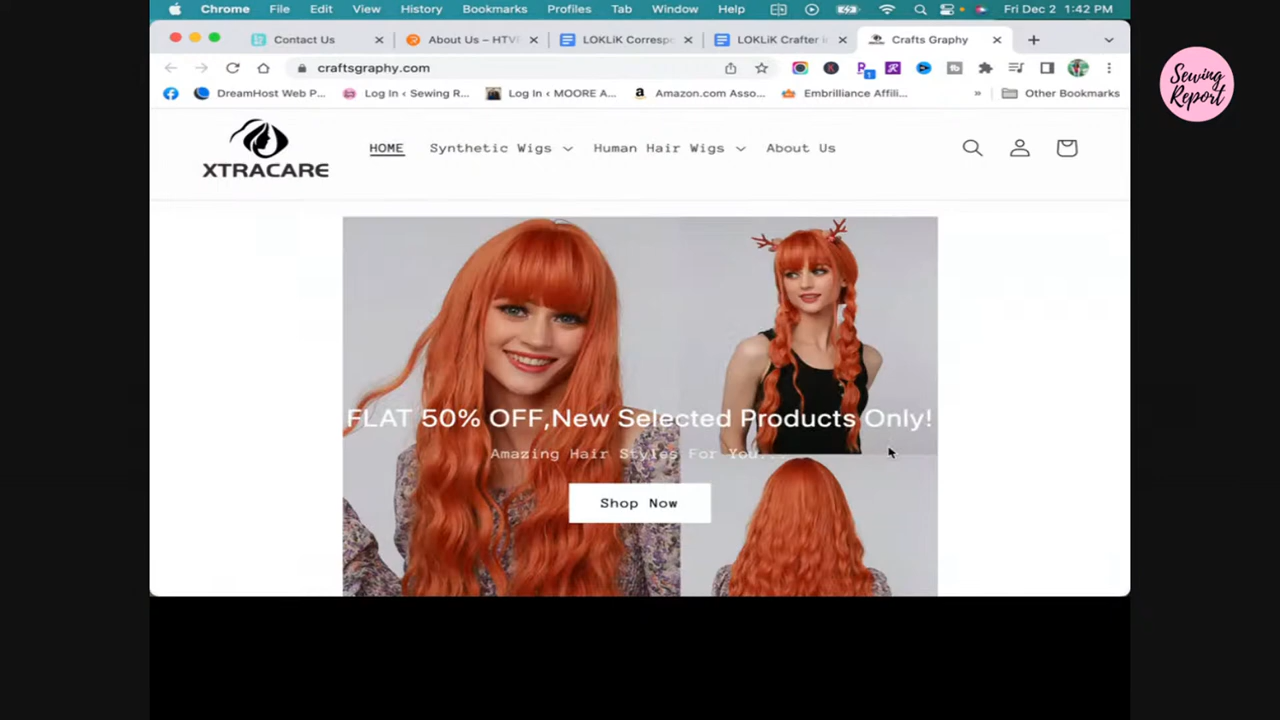 Chrome File Edit View History Bookmarks Profiles Tab Window Help Fri Dec 2 1:42 PM
Contact Us About Us – HTV LOKLiK Corresp LOKLiK Crafter Crafts Graphy
craftsgraphy.com
DreamHost Web P... Log In ‹ Sewing R... Log In ‹ MOORE A... Amazon.com Asso... Embrilliance Affili... » Other Bookmarks
Sewing
Report
XTRACARE
HOME Synthetic Wigs Human Hair Wigs About Us
FLAT 50% OFF,New Selected Products Only!
Amazing Hair Styles For You...
Shop Now